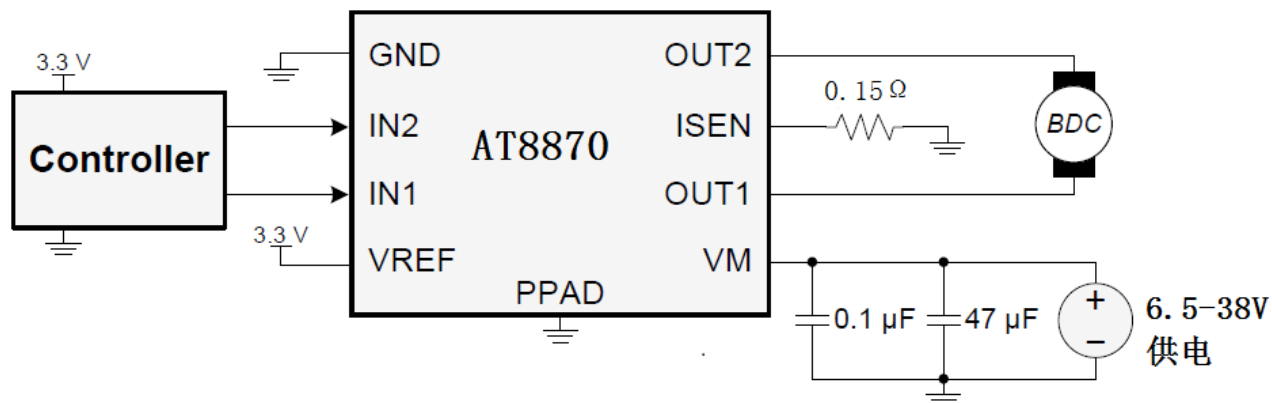 3.3 V
Controller
3.3 V
GND
IN2
IN1
VREF
AT8870
PPAD
OUT2
ISEN
OUT1
VM
0.15Ω
BDC
0.1 µF
47 µF
+
−
6.5-38V
供电